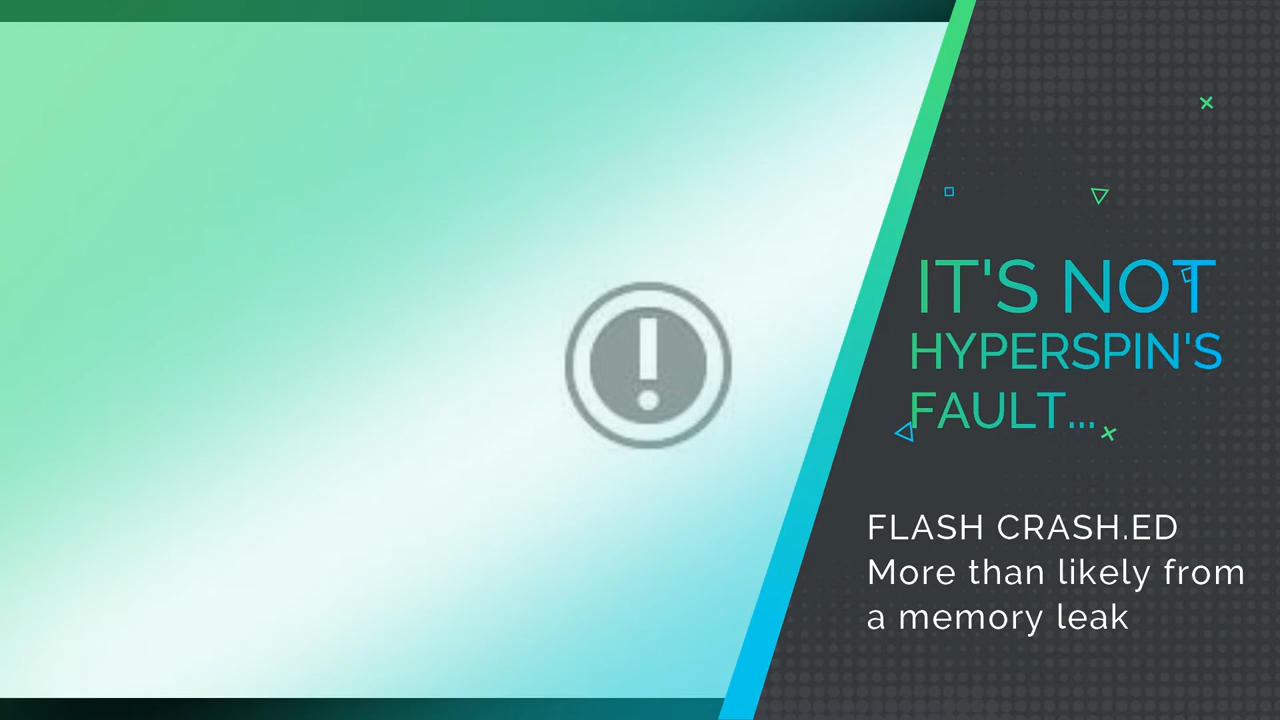 IT'S NOT
HYPERSPIN'S
FAULT...
FLASH CRASH.ED
More than likely from
a memory leak